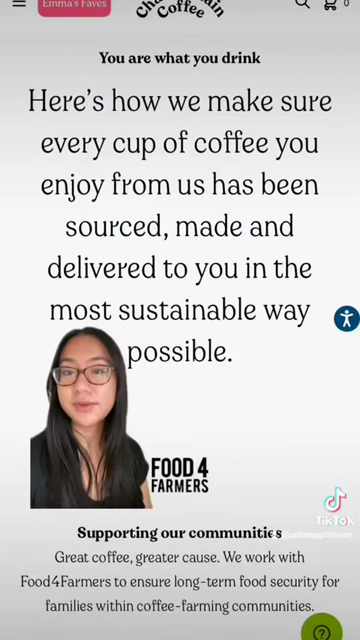 Emma's Faves
Coffee
0
You are what you drink
Here's how we make sure
every cup of coffee you
enjoy from us has been
sourced, made and
delivered to you in the
most sustainable way
possible.
FOOD 4
FARMERS
TikTok
Supporting our communities
Great coffee, greater cause. We work with
Food4Farmers to ensure long-term food security for
families within coffee-farming communities.
?